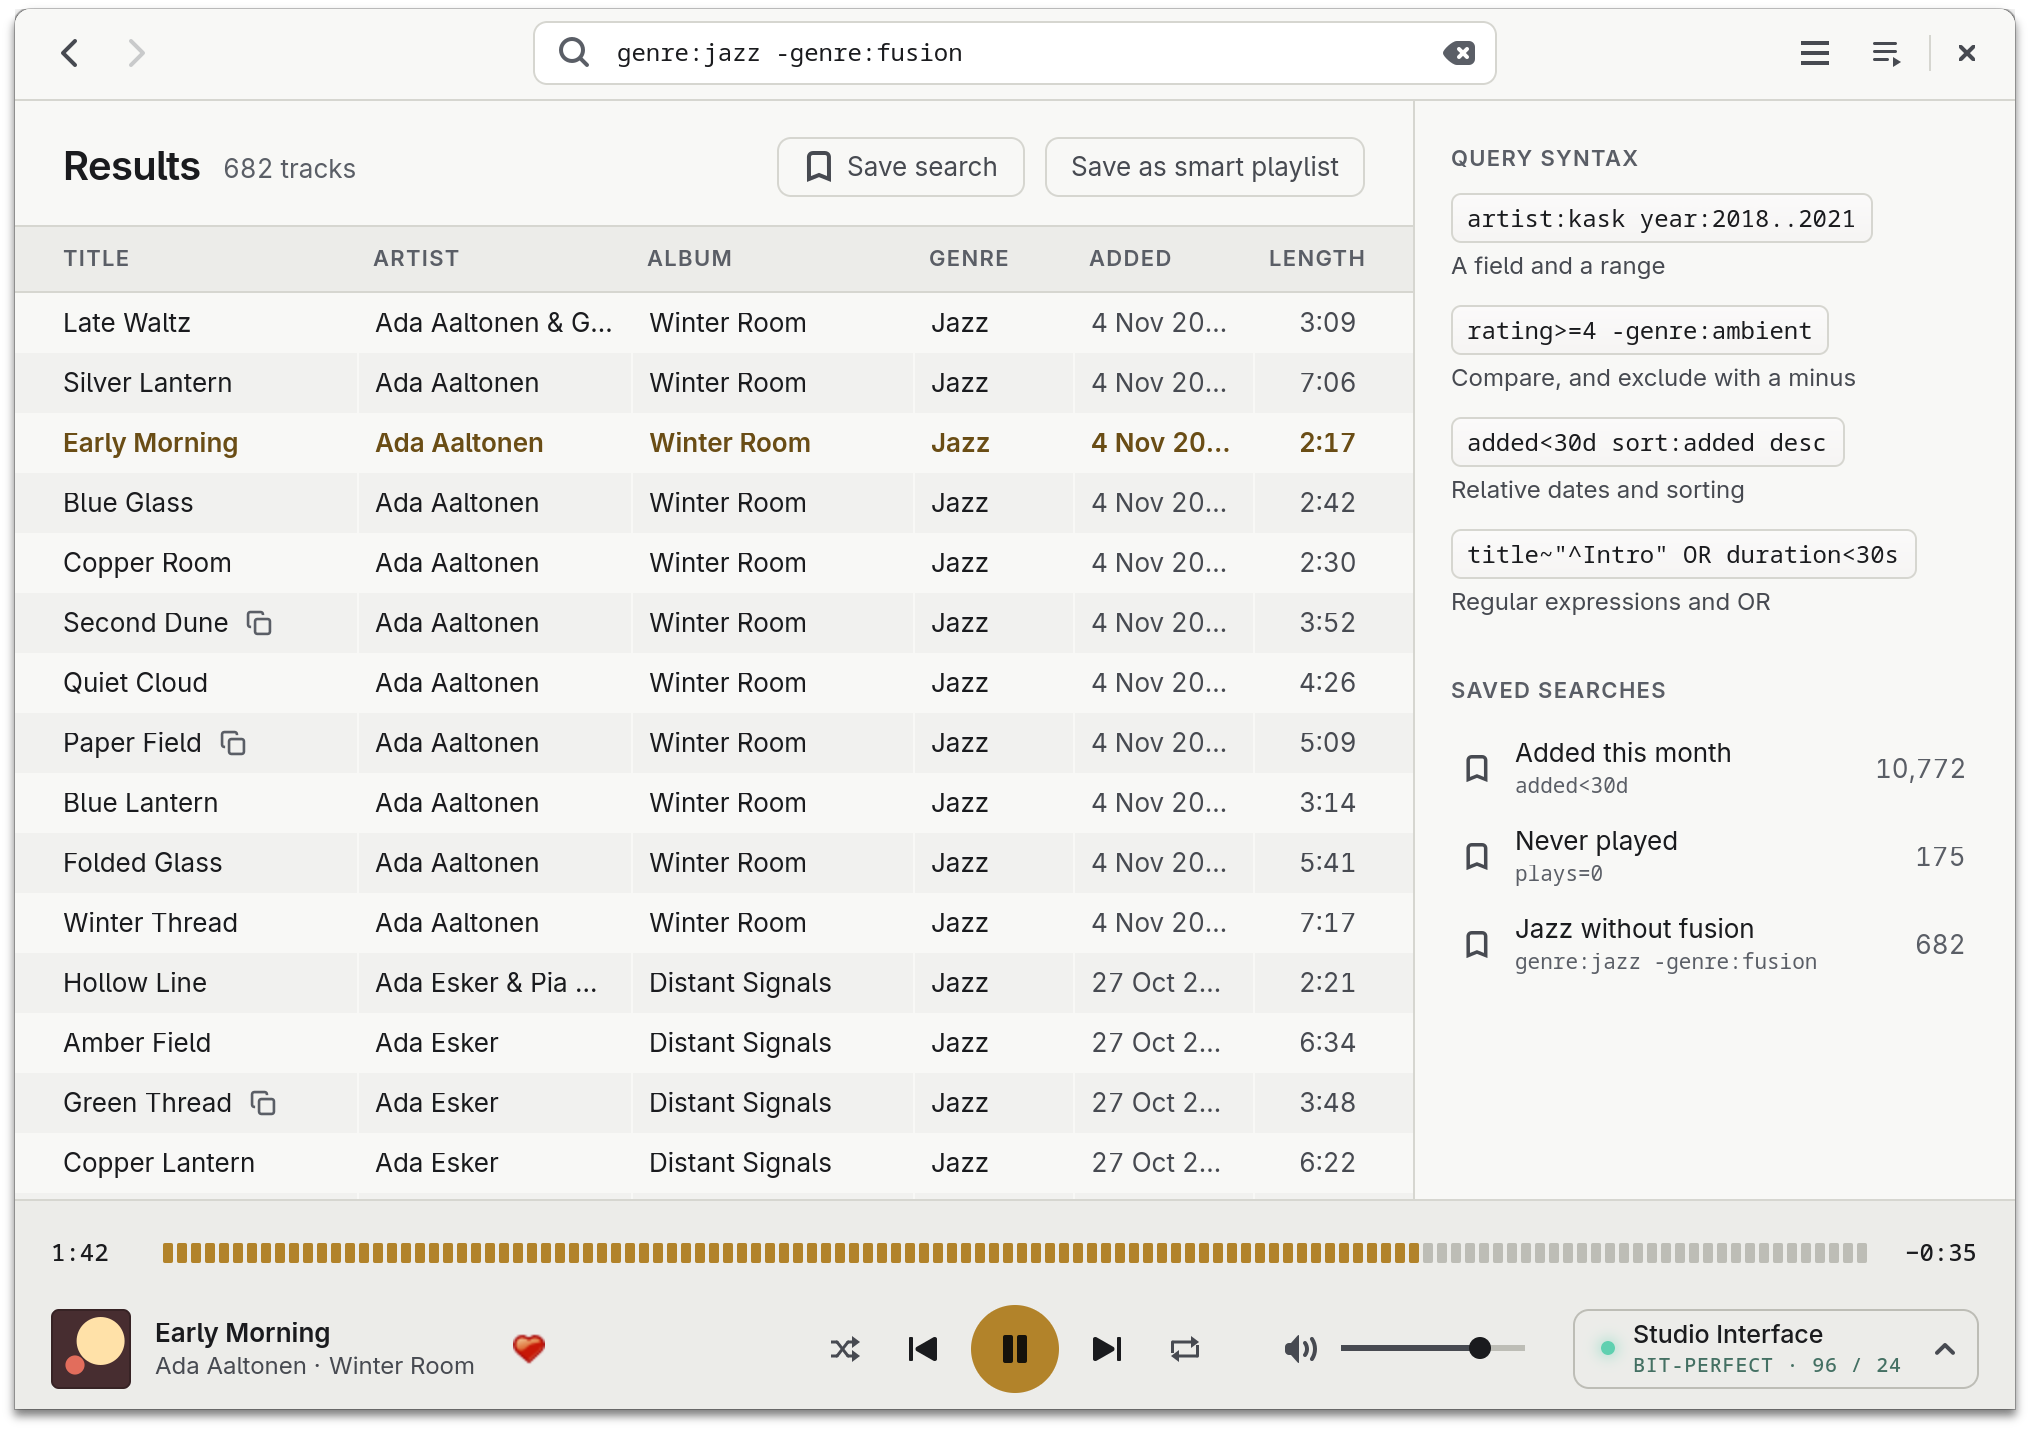 genre:jazz -genre:fusion
Results 682 tracks
Save search
Save as smart playlist
TITLE ARTIST ALBUM GENRE ADDED LENGTH
Late Waltz Ada Aaltonen & G… Winter Room Jazz 4 Nov 20… 3:09
Silver Lantern Ada Aaltonen Winter Room Jazz 4 Nov 20… 7:06
Early Morning Ada Aaltonen Winter Room Jazz 4 Nov 20… 2:17
Blue Glass Ada Aaltonen Winter Room Jazz 4 Nov 20… 2:42
Copper Room Ada Aaltonen Winter Room Jazz 4 Nov 20… 2:30
Second Dune Ada Aaltonen Winter Room Jazz 4 Nov 20… 3:52
Quiet Cloud Ada Aaltonen Winter Room Jazz 4 Nov 20… 4:26
Paper Field Ada Aaltonen Winter Room Jazz 4 Nov 20… 5:09
Blue Lantern Ada Aaltonen Winter Room Jazz 4 Nov 20… 3:14
Folded Glass Ada Aaltonen Winter Room Jazz 4 Nov 20… 5:41
Winter Thread Ada Aaltonen Winter Room Jazz 4 Nov 20… 7:17
Hollow Line Ada Esker & Pia … Distant Signals Jazz 27 Oct 2… 2:21
Amber Field Ada Esker Distant Signals Jazz 27 Oct 2… 6:34
Green Thread Ada Esker Distant Signals Jazz 27 Oct 2… 3:48
Copper Lantern Ada Esker Distant Signals Jazz 27 Oct 2… 6:22
QUERY SYNTAX
artist:kask year:2018..2021
A field and a range
rating>=4 -genre:ambient
Compare, and exclude with a minus
added<30d sort:added desc
Relative dates and sorting
title~"^Intro" OR duration<30s
Regular expressions and OR
SAVED SEARCHES
Added this month 10,772
added<30d
Never played 175
plays=0
Jazz without fusion 682
genre:jazz -genre:fusion
1:42 −0:35
Early Morning
Ada Aaltonen · Winter Room
Studio Interface
BIT-PERFECT · 96 / 24